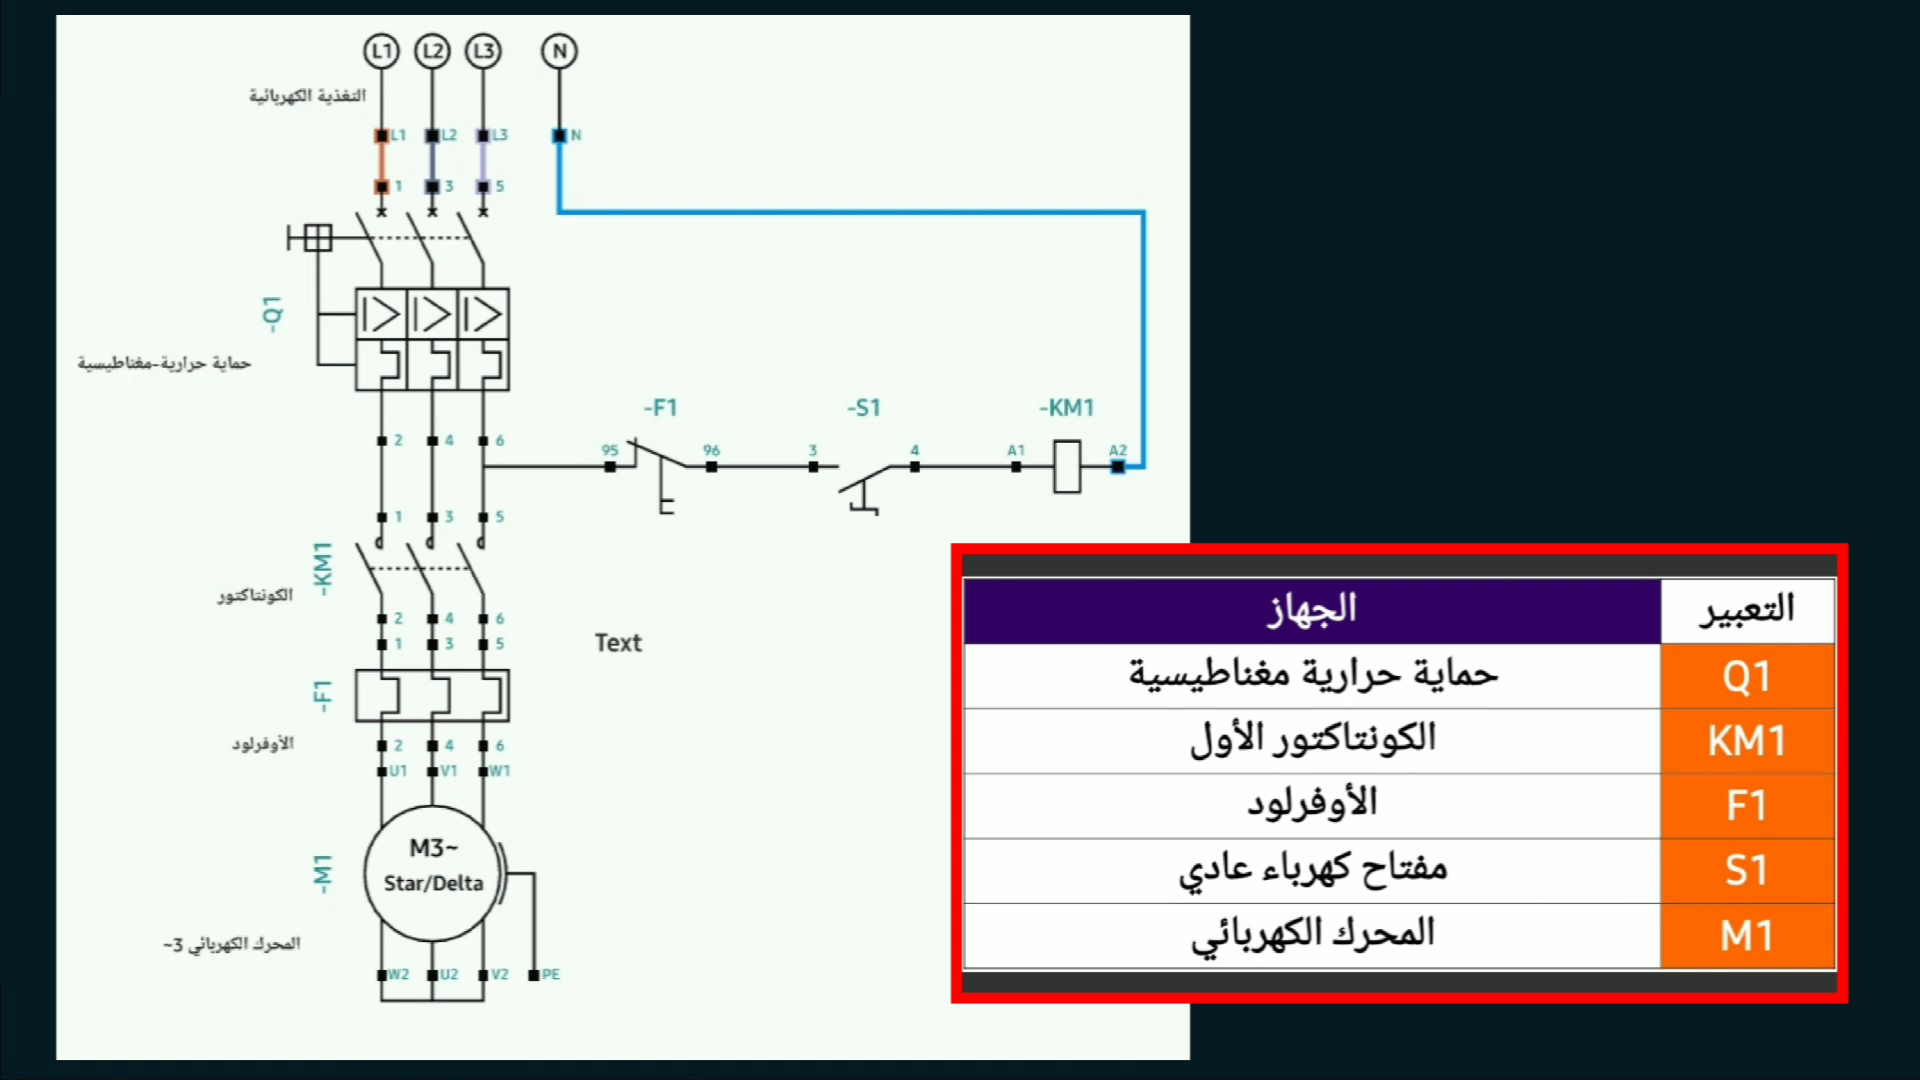 L1 L2 L3 N
التغذية الكهربائية
L1 L2 L3 N
1 3 5
-Q1
حماية حرارية-مغناطيسية
-F1 -S1 -KM1
2 4 6 95 96 3 4 A1 A2
1 3 5
-KM1
الكونتاكتور
2 4 6
1 3 5
Text
-F1
الأوفرلود
2 4 6
U1 V1 W1
M3~
Star/Delta
-M1
المحرك الكهربائي 3~
W2 U2 V2 PE
الجهاز التعبير
حماية حرارية مغناطيسية Q1
الكونتاكتور الأول KM1
الأوفرلود F1
مفتاح كهرباء عادي S1
المحرك الكهربائي M1